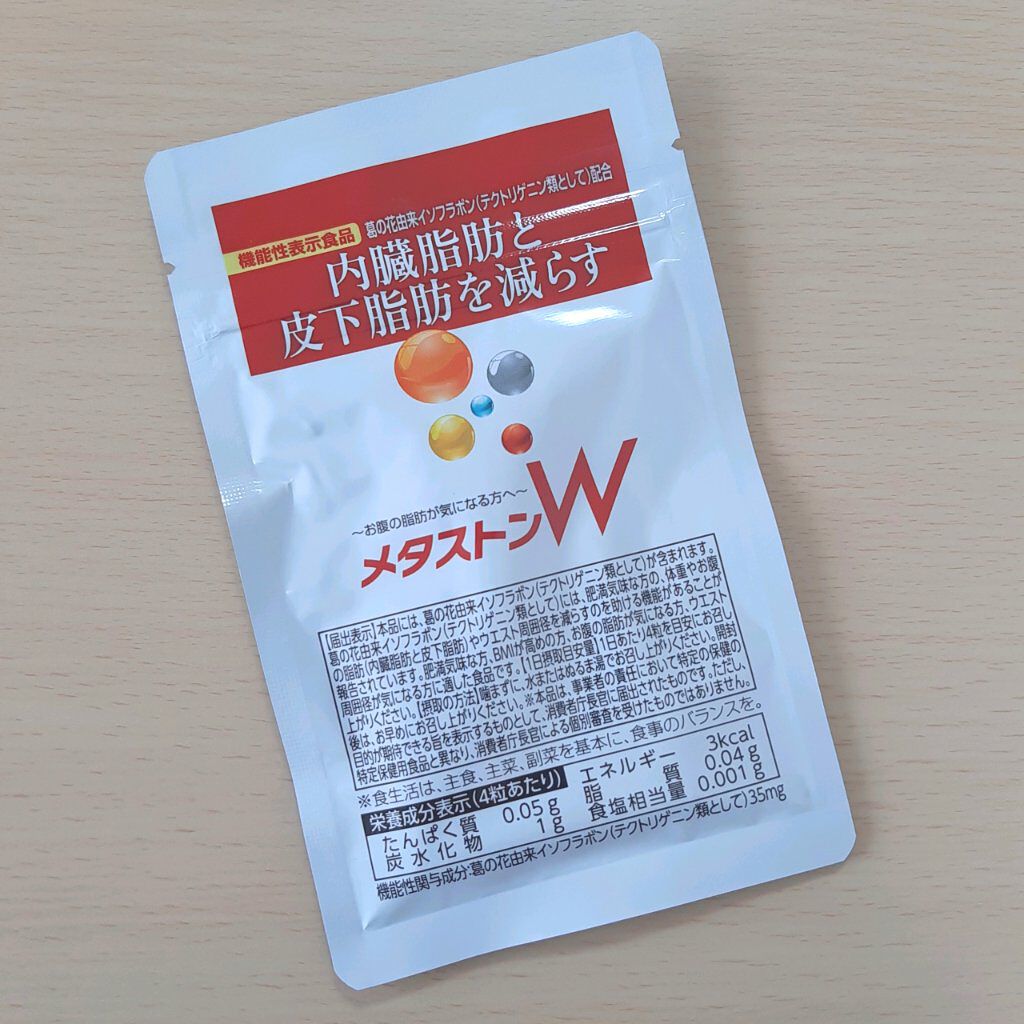 葛の花由来イソフラボン(テクトリゲニン類として)配合
機能性表示食品
内臓脂肪と
皮下脂肪を減らす
～お腹の脂肪が気になる方へ～
メタストンW
【届出表示】本品には、葛の花由来イソフラボン(テクトリゲニン類として)が含まれます。
葛の花由来イソフラボン(テクトリゲニン類として)には、肥満気味な方の、体重やお腹
の脂肪(内臓脂肪と皮下脂肪)やウエスト周囲径を減らすのを助ける機能があることが
報告されています。肥満気味な方、BMIが高めの方、お腹の脂肪が気になる方、ウエスト
周囲径が気になる方に適した食品です。【1日摂取目安量】1日あたり4粒を目安にお召し
上がりください。【摂取の方法】噛まずに、水またはぬるま湯でお召し上がりください。開封
後は、お早めにお召し上がりください。※本品は、事業者の責任において特定の保健の
目的が期待できる旨を表示するものとして、消費者庁長官に届出されたものです。ただし、
特定保健用食品と異なり、消費者庁長官による個別審査を受けたものではありません。
※食生活は、主食、主菜、副菜を基本に、食事のバランスを。
栄養成分表示(4粒あたり) エネルギー 3kcal
たんぱく質 0.05g 脂質 0.04g
炭水化物 1g 食塩相当量 0.001g
機能性関与成分:葛の花由来イソフラボン(テクトリゲニン類として)35mg